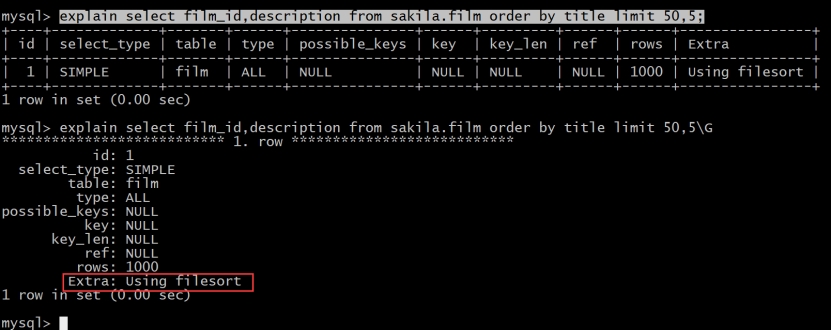 mysql> explain select film_id,description from sakila.film order by title limit 50,5;
+----+-------------+-------+------+---------------+------+---------+------+------+----------------+
| id | select_type | table | type | possible_keys | key | key_len | ref | rows | Extra |
+----+-------------+-------+------+---------------+------+---------+------+------+----------------+
| 1 | SIMPLE | film | ALL | NULL | NULL | NULL | NULL | 1000 | Using filesort |
+----+-------------+-------+------+---------------+------+---------+------+------+----------------+
1 row in set (0.00 sec)
mysql> explain select film_id,description from sakila.film order by title limit 50,5\G
*************************** 1. row ***************************
id: 1
select_type: SIMPLE
table: film
type: ALL
possible_keys: NULL
key: NULL
key_len: NULL
ref: NULL
rows: 1000
Extra: Using filesort
1 row in set (0.00 sec)
mysql>